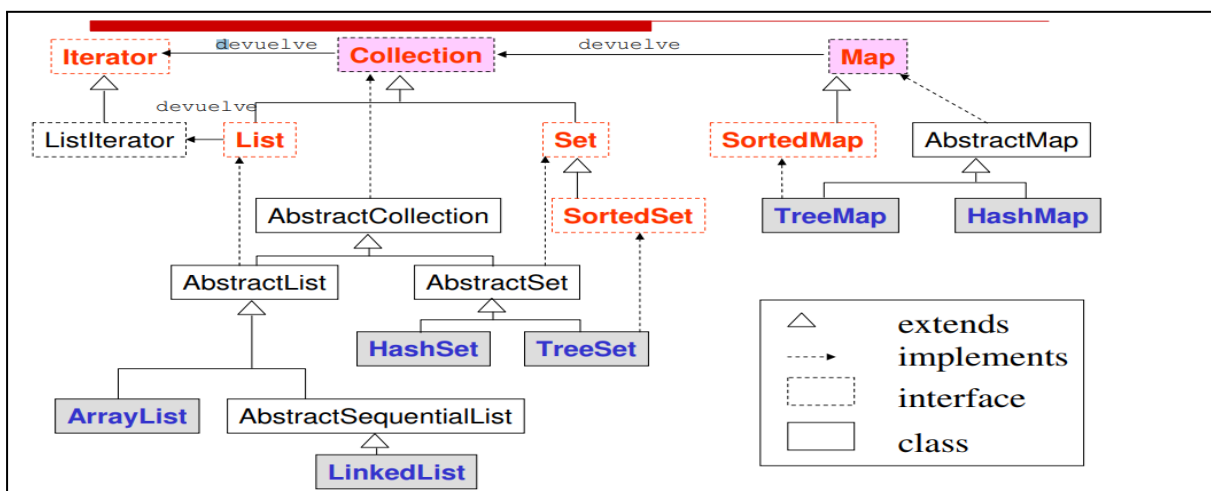 devuelve
devuelve
Iterator
Collection
Map
devuelve
ListIterator
List
Set
SortedMap
AbstractMap
AbstractCollection
SortedSet
TreeMap
HashMap
AbstractList
AbstractSet
HashSet
TreeSet
extends
implements
interface
class
ArrayList
AbstractSequentialList
LinkedList